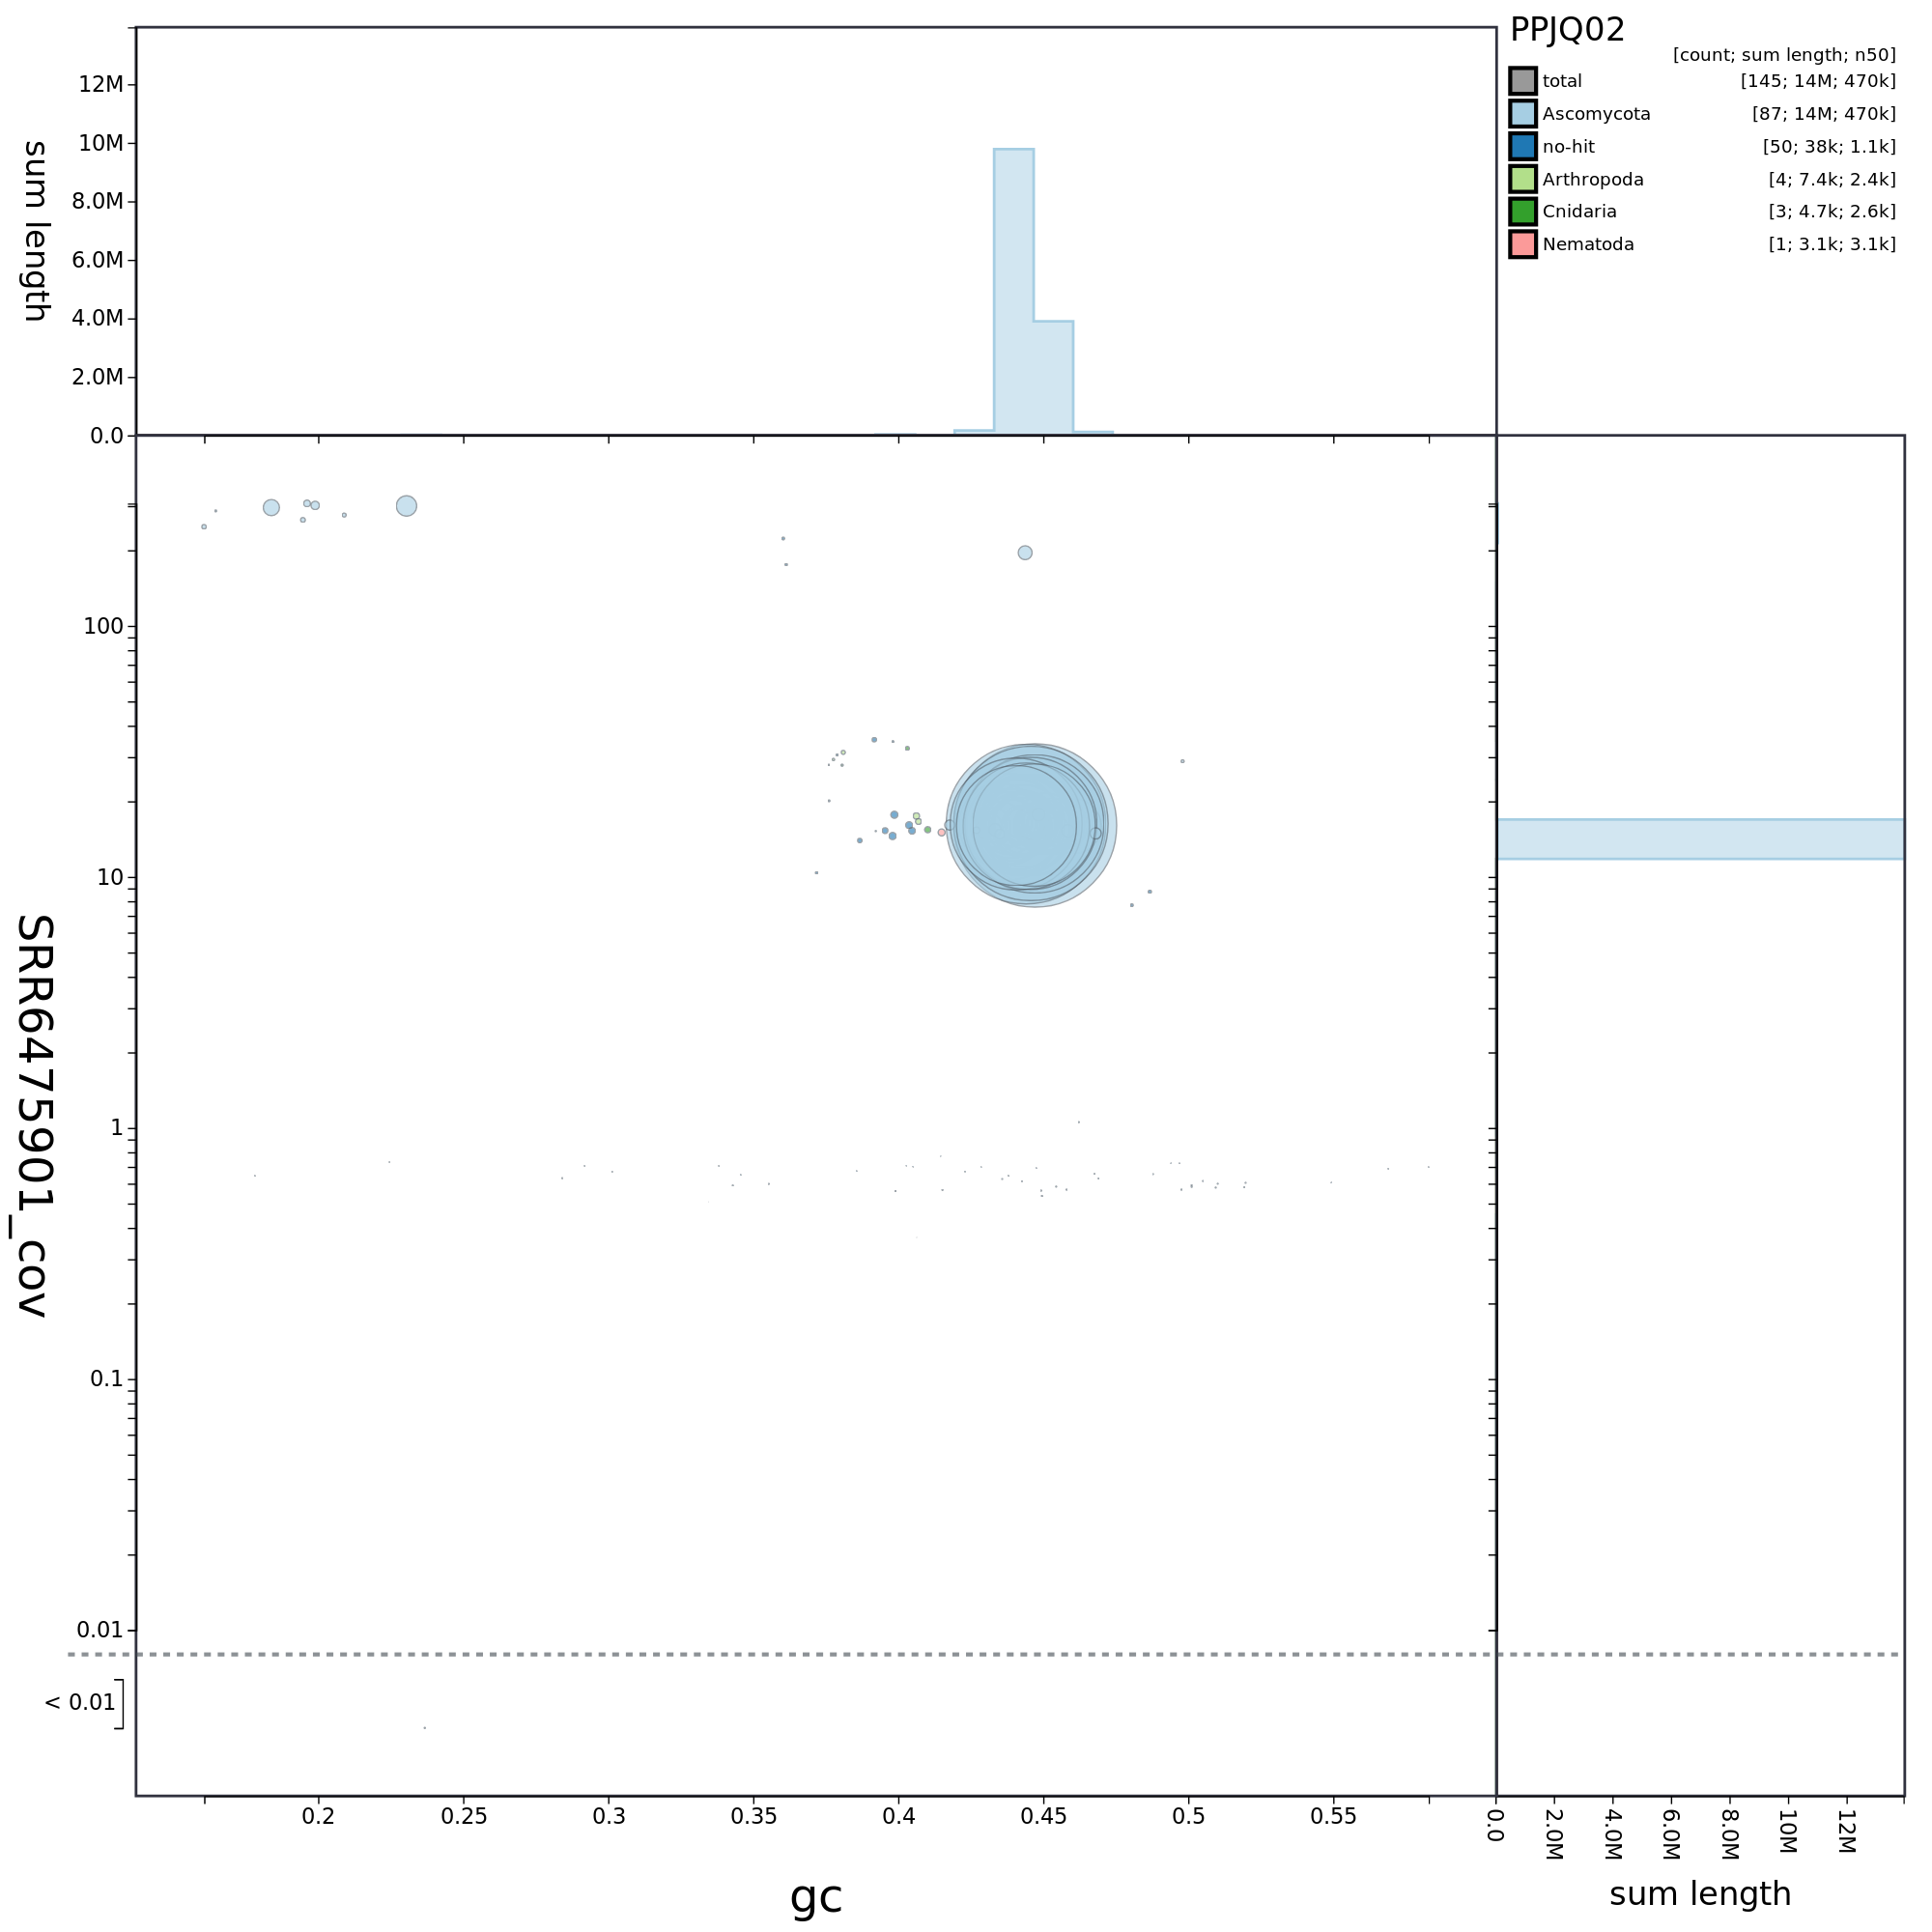 PPJQ02
[count; sum length; n50]
total [145; 14M; 470k]
Ascomycota [87; 14M; 470k]
no-hit [50; 38k; 1.1k]
Arthropoda [4; 7.4k; 2.4k]
Cnidaria [3; 4.7k; 2.6k]
Nematoda [1; 3.1k; 3.1k]
sum length
12M
10M
8.0M
6.0M
4.0M
2.0M
0.0
SRR6475901_cov
100
10
1
0.1
0.01
< 0.01
0.2 0.25 0.3 0.35 0.4 0.45 0.5 0.55
gc
0.0 2.0M 4.0M 6.0M 8.0M 10M 12M
sum length